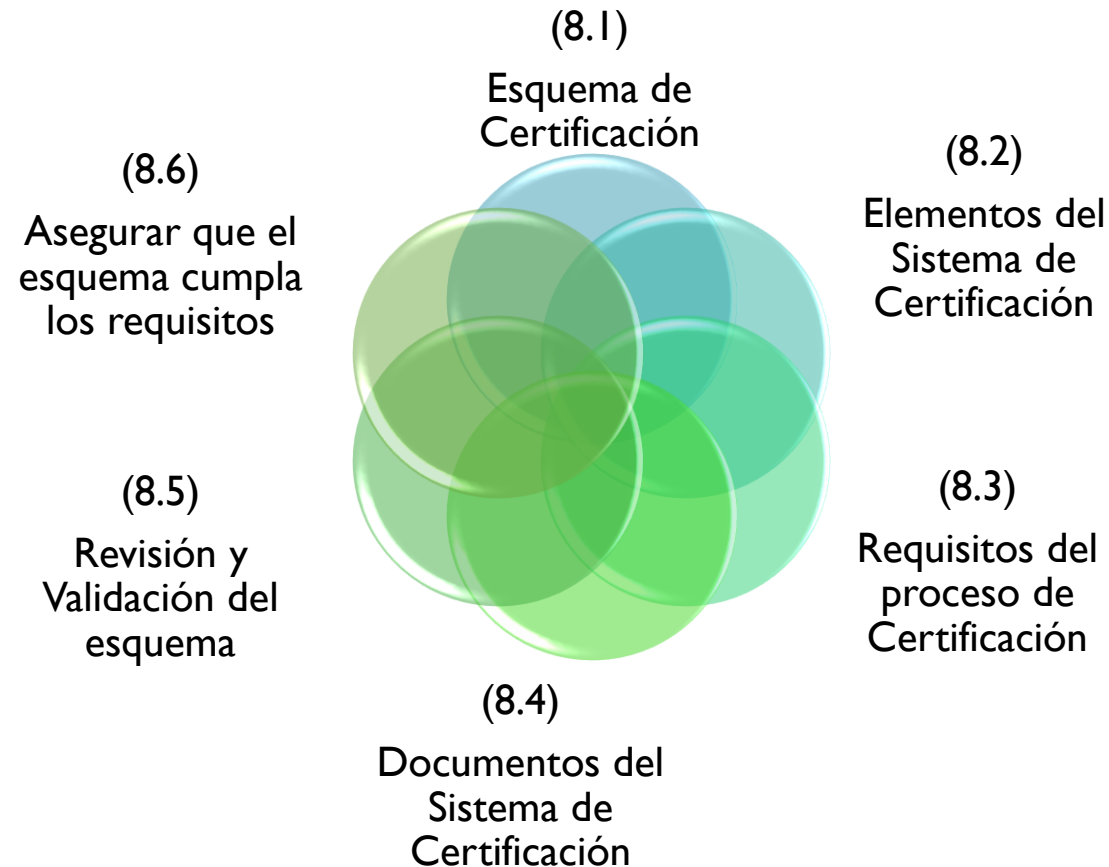 (8.1)
Esquema de
Certificación
(8.2)
Elementos del
Sistema de
Certificación
(8.3)
Requisitos del
proceso de
Certificación
(8.4)
Documentos del
Sistema de
Certificación
(8.5)
Revisión y
Validación del
esquema
(8.6)
Asegurar que el
esquema cumpla
los requisitos